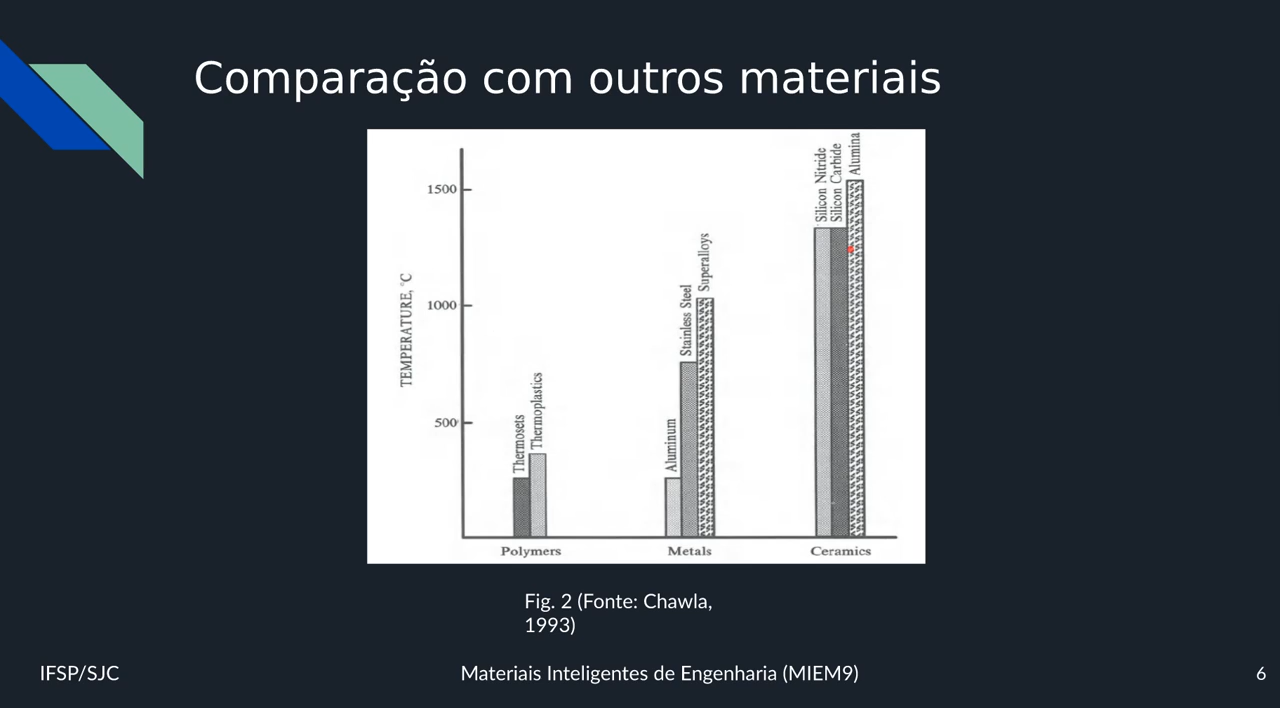 Comparação com outros materiais
TEMPERATURE, °C
1500
1000
500
Thermosets
Thermoplastics
Aluminum
Stainless Steel
Superalloys
Silicon Nitride
Silicon Carbide
Alumina
Polymers
Metals
Ceramics
Fig. 2 (Fonte: Chawla,
1993)
IFSP/SJC
Materiais Inteligentes de Engenharia (MIEM9)
6